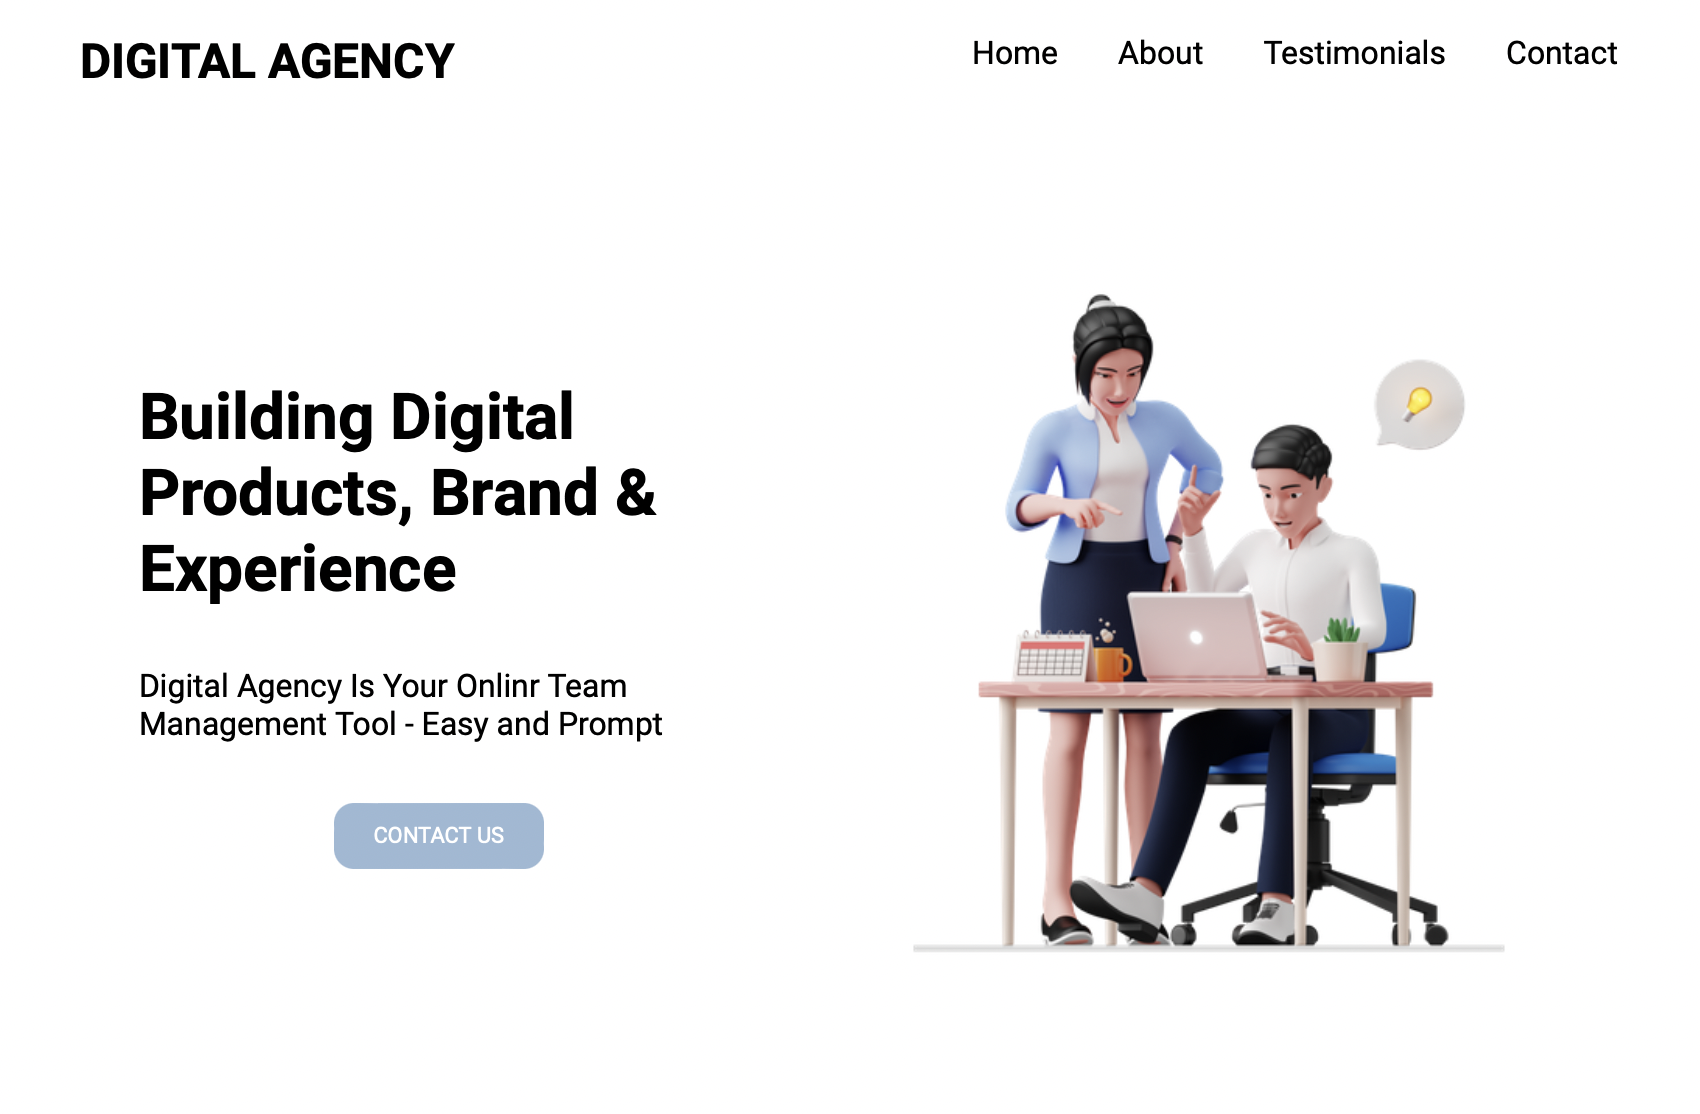 DIGITAL AGENCY
Home About Testimonials Contact
Building Digital
Products, Brand &
Experience
Digital Agency Is Your Onlinr Team
Management Tool - Easy and Prompt
CONTACT US